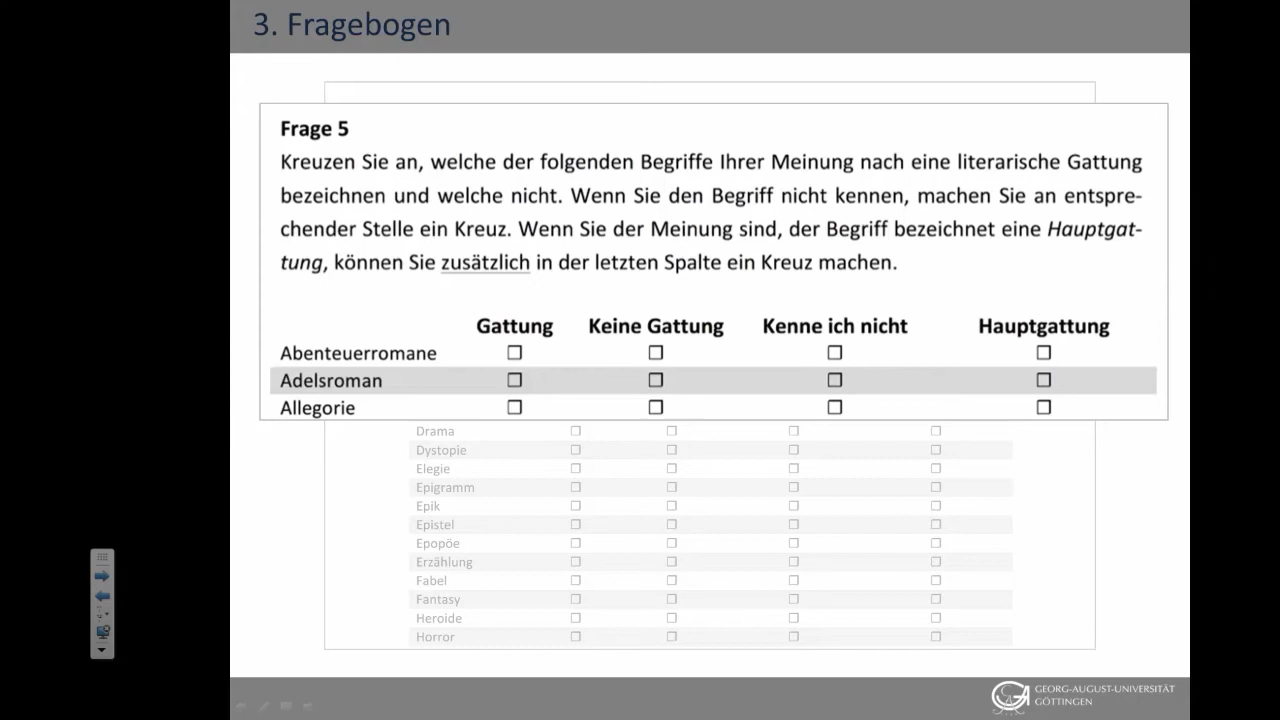 3. Fragebogen
Frage 5
Kreuzen Sie an, welche der folgenden Begriffe Ihrer Meinung nach eine literarische Gattung
bezeichnen und welche nicht. Wenn Sie den Begriff nicht kennen, machen Sie an entspre-
chender Stelle ein Kreuz. Wenn Sie der Meinung sind, der Begriff bezeichnet eine Hauptgat-
tung, können Sie zusätzlich in der letzten Spalte ein Kreuz machen.
Gattung Keine Gattung Kenne ich nicht Hauptgattung
Abenteuerromane ☐ ☐ ☐ ☐
Adelsroman ☐ ☐ ☐ ☐
Allegorie ☐ ☐ ☐ ☐
Drama ☐ ☐ ☐ ☐
Dystopie ☐ ☐ ☐ ☐
Elegie ☐ ☐ ☐ ☐
Epigramm ☐ ☐ ☐ ☐
Epik ☐ ☐ ☐ ☐
Epistel ☐ ☐ ☐ ☐
Epopöe ☐ ☐ ☐ ☐
Erzählung ☐ ☐ ☐ ☐
Fabel ☐ ☐ ☐ ☐
Fantasy ☐ ☐ ☐ ☐
Heroide ☐ ☐ ☐ ☐
Horror ☐ ☐ ☐ ☐
GEORG-AUGUST-UNIVERSITÄT
GÖTTINGEN